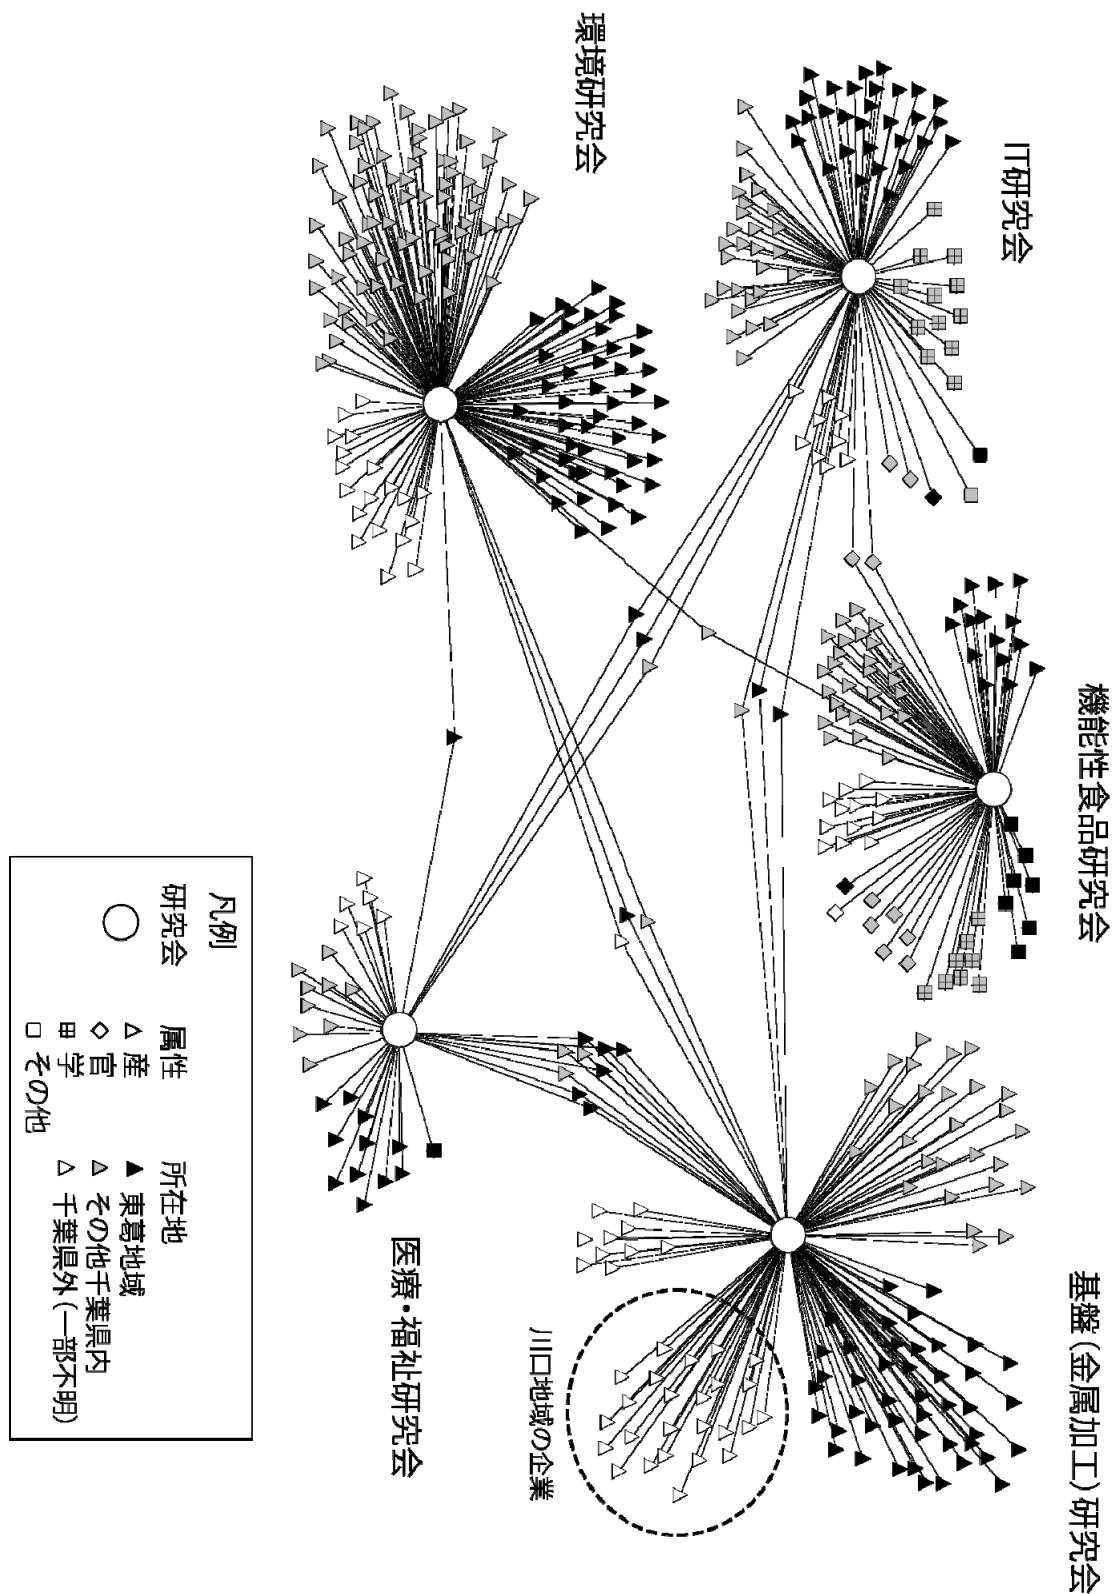 環境研究会
IT研究会
機能性食品研究会
基盤(金属加工)研究会
医療・福祉研究会
川口地域の企業
凡例
研究会
属性
産
官
学
その他
所在地
東葛地域
その他千葉県内
千葉県外(一部不明)